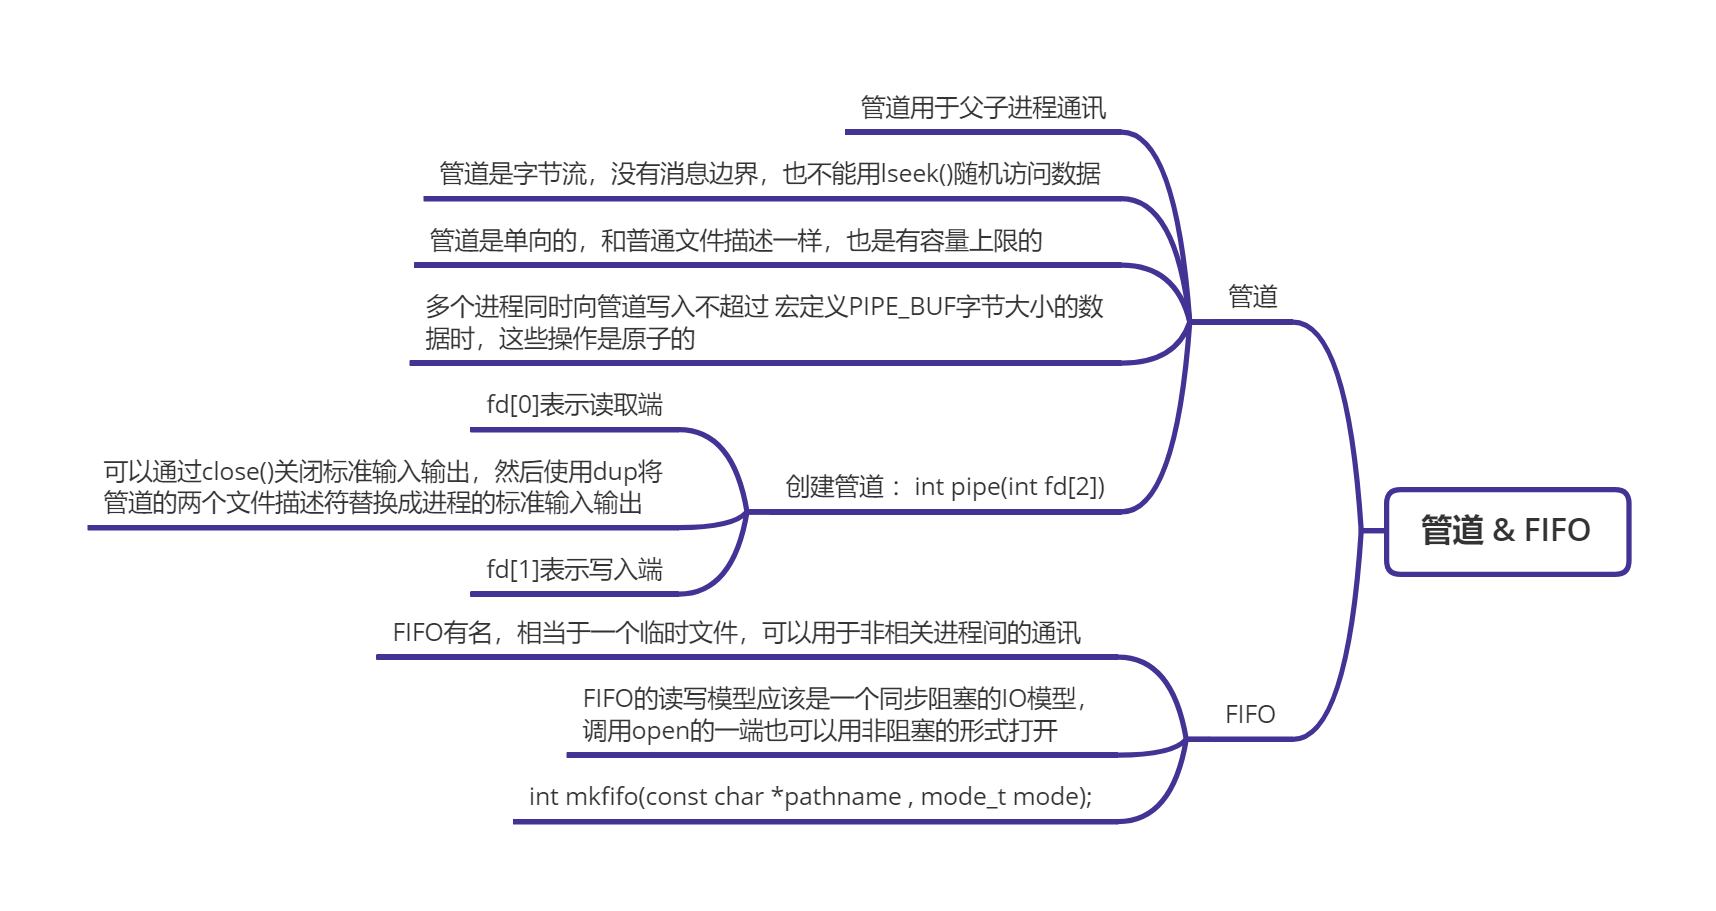 管道用于父子进程通讯
管道是字节流，没有消息边界，也不能用lseek()随机访问数据
管道是单向的，和普通文件描述一样，也是有容量上限的
管道
多个进程同时向管道写入不超过 宏定义PIPE_BUF字节大小的数
据时，这些操作是原子的
fd[0]表示读取端
可以通过close()关闭标准输入输出，然后使用dup将
管道的两个文件描述符替换成进程的标准输入输出
创建管道 ：int pipe(int fd[2])
管道 & FIFO
fd[1]表示写入端
FIFO有名，相当于一个临时文件，可以用于非相关进程间的通讯
FIFO的读写模型应该是一个同步阻塞的IO模型，
调用open的一端也可以用非阻塞的形式打开
FIFO
int mkfifo(const char *pathname , mode_t mode);